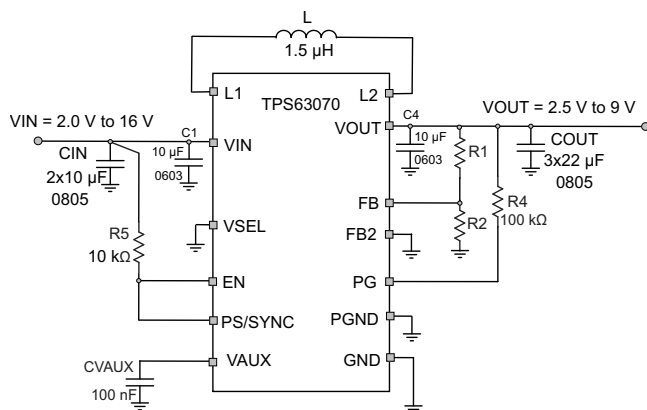 L
1.5 µH
L1
L2
TPS63070
VIN = 2.0 V to 16 V
C1
VIN
10 µF
0603
CIN
2x10 µF
0805
VOUT
C4
10 µF
0603
VOUT = 2.5 V to 9 V
COUT
3x22 µF
0805
R1
FB
R2
R4
100 kΩ
VSEL
FB2
R5
10 kΩ
EN
PG
PS/SYNC
PGND
VAUX
GND
CVAUX
100 nF